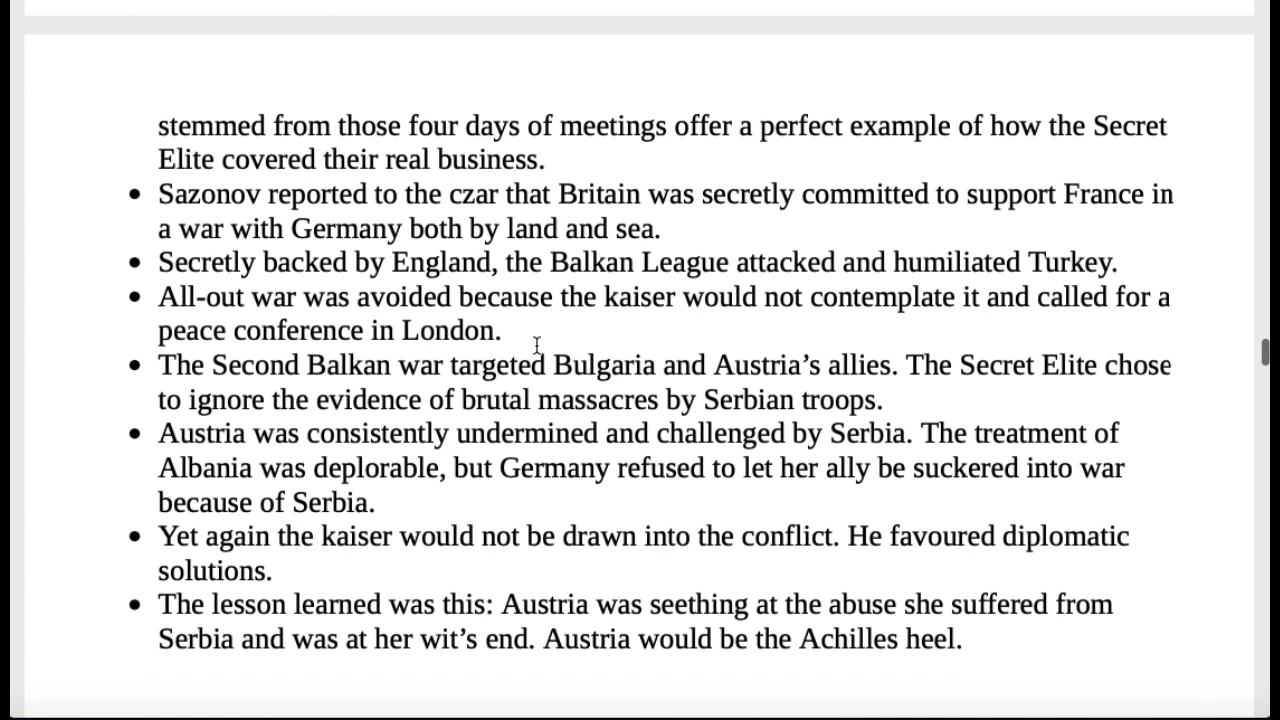 stemmed from those four days of meetings offer a perfect example of how the Secret
Elite covered their real business.
• Sazonov reported to the czar that Britain was secretly committed to support France in
a war with Germany both by land and sea.
• Secretly backed by England, the Balkan League attacked and humiliated Turkey.
• All-out war was avoided because the kaiser would not contemplate it and called for a
peace conference in London.
• The Second Balkan war targeted Bulgaria and Austria’s allies. The Secret Elite chose
to ignore the evidence of brutal massacres by Serbian troops.
• Austria was consistently undermined and challenged by Serbia. The treatment of
Albania was deplorable, but Germany refused to let her ally be suckered into war
because of Serbia.
• Yet again the kaiser would not be drawn into the conflict. He favoured diplomatic
solutions.
• The lesson learned was this: Austria was seething at the abuse she suffered from
Serbia and was at her wit’s end. Austria would be the Achilles heel.